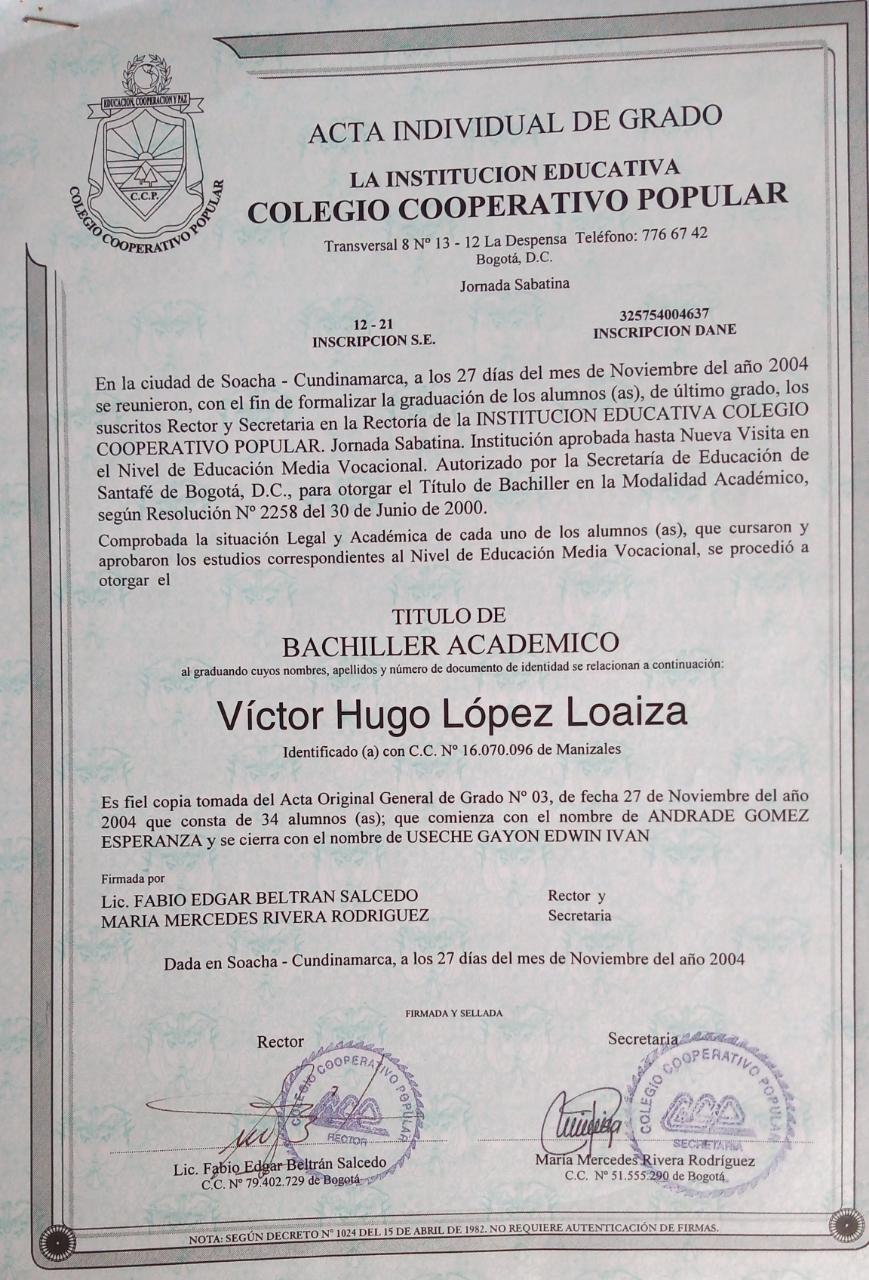 EDUCACION, COOPERACION Y PAZ
C.C.P.
COLEGIO COOPERATIVO POPULAR
ACTA INDIVIDUAL DE GRADO
LA INSTITUCION EDUCATIVA
COLEGIO COOPERATIVO POPULAR
Transversal 8 Nº 13 - 12 La Despensa Teléfono: 776 67 42
Bogotá, D.C.
Jornada Sabatina
12 - 21
INSCRIPCION S.E.
325754004637
INSCRIPCION DANE
En la ciudad de Soacha - Cundinamarca, a los 27 días del mes de Noviembre del año 2004
se reunieron, con el fin de formalizar la graduación de los alumnos (as), de último grado, los
suscritos Rector y Secretaria en la Rectoría de la INSTITUCION EDUCATIVA COLEGIO
COOPERATIVO POPULAR. Jornada Sabatina. Institución aprobada hasta Nueva Visita en
el Nivel de Educación Media Vocacional. Autorizado por la Secretaría de Educación de
Santafé de Bogotá, D.C., para otorgar el Título de Bachiller en la Modalidad Académico,
según Resolución Nº 2258 del 30 de Junio de 2000.
Comprobada la situación Legal y Académica de cada uno de los alumnos (as), que cursaron y
aprobaron los estudios correspondientes al Nivel de Educación Media Vocacional, se procedió a
otorgar el
TITULO DE
BACHILLER ACADEMICO
al graduando cuyos nombres, apellidos y número de documento de identidad se relacionan a continuación:
Víctor Hugo López Loaiza
Identificado (a) con C.C. Nº 16.070.096 de Manizales
Es fiel copia tomada del Acta Original General de Grado Nº 03, de fecha 27 de Noviembre del año
2004 que consta de 34 alumnos (as); que comienza con el nombre de ANDRADE GOMEZ
ESPERANZA y se cierra con el nombre de USECHE GAYON EDWIN IVAN
Firmada por
Lic. FABIO EDGAR BELTRAN SALCEDO Rector y
MARIA MERCEDES RIVERA RODRIGUEZ Secretaria
Dada en Soacha - Cundinamarca, a los 27 días del mes de Noviembre del año 2004
FIRMADA Y SELLADA
Rector
COLEGIO COOPERATIVO POPULAR
RECTOR
Lic. Fabio Edgar Beltrán Salcedo
C.C. Nº 79.402.729 de Bogotá
Secretaria
COLEGIO COOPERATIVO POPULAR
SECRETARIA
María Mercedes Rivera Rodríguez
C.C. Nº 51.555.290 de Bogotá
NOTA: SEGÚN DECRETO Nº 1024 DEL 15 DE ABRIL DE 1982. NO REQUIERE AUTENTICACIÓN DE FIRMAS.